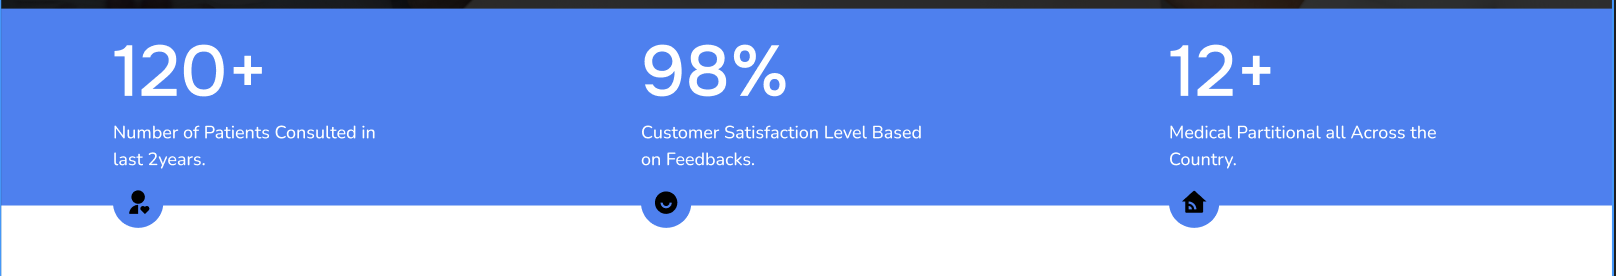 120+
Number of Patients Consulted in
last 2years.
98%
Customer Satisfaction Level Based
on Feedbacks.
12+
Medical Partitional all Across the
Country.